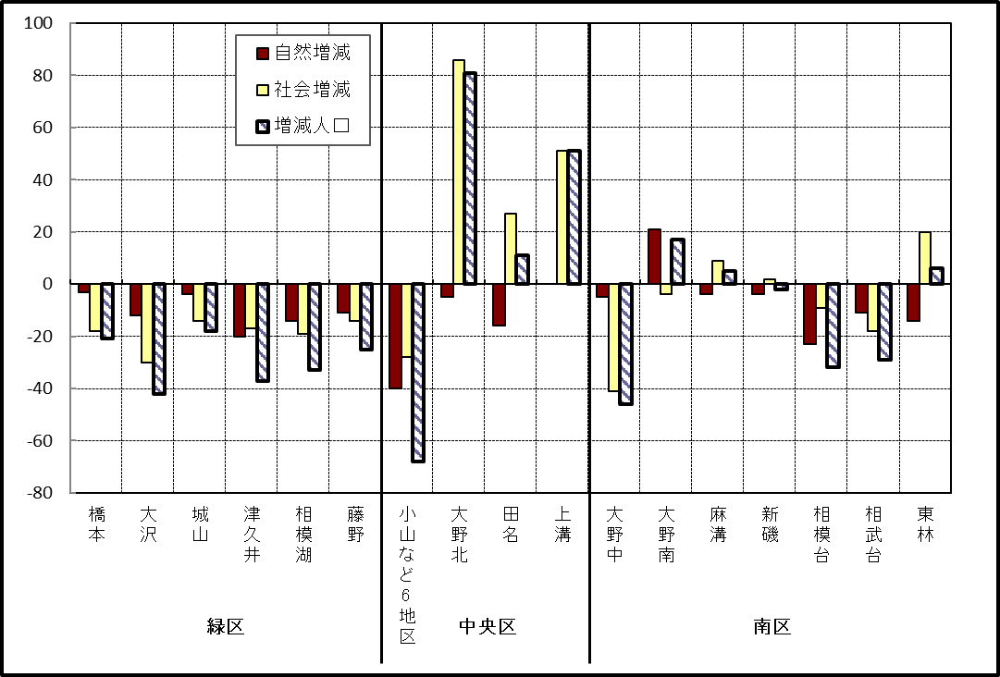 100
80
60
40
20
0
-20
-40
-60
-80
自然増減
社会増減
増減人口
橋本
大沢
城山
津久井
相模湖
藤野
小山など6地区
大野北
田名
上溝
大野中
大野南
麻溝
新磯
相模台
相武台
東林
緑区
中央区
南区